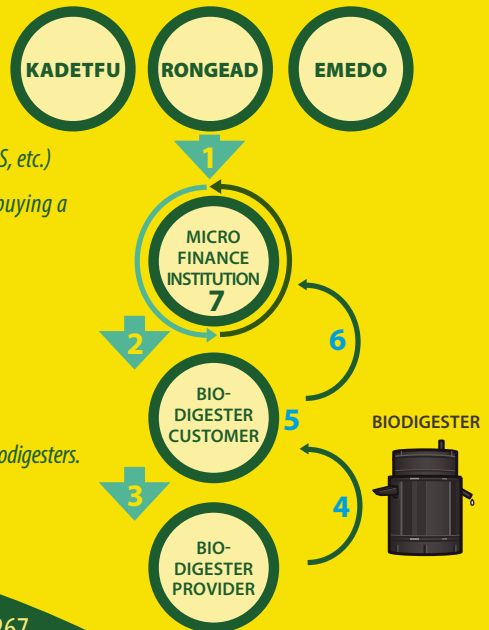 KADETFU RONGEAD EMEDO
1
S, etc.)
buying a
MICRO
FINANCE
INSTITUTION
7
2
6
BIO-
DIGESTER
CUSTOMER
5
BIODIGESTER
odigesters.
3
4
BIO-
DIGESTER
PROVIDER
267